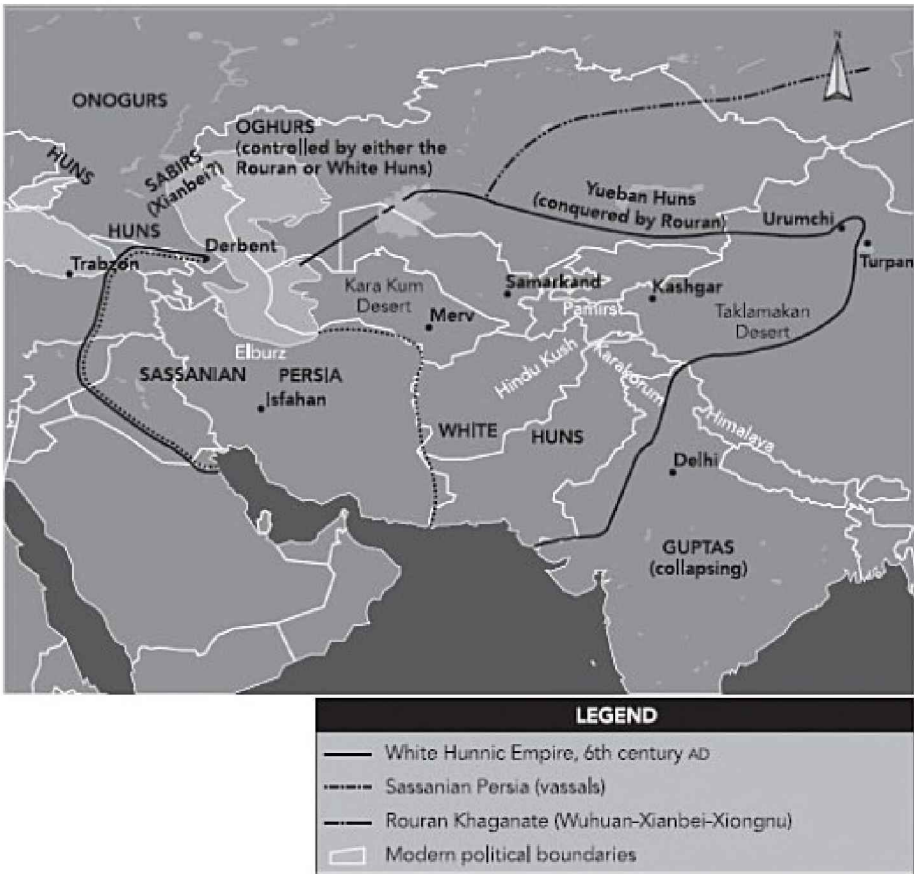 N
ONOGURS
OGHURS
(controlled by either the
Rouran or White Huns)
HUNS
SABIRS
(Xianbei?)
Yueban Huns
(conquered by Rouran)
Urumchi
HUNS
Derbent
Trabzon
Turpan
Kara Kum
Desert
Samarkand
Kashgar
Merv
Pamirst
Taklamakan
Desert
Elburz
Hindu Kush
Karakorum
SASSANIAN PERSIA
Isfahan
Himalaya
WHITE HUNS
Delhi
GUPTAS
(collapsing)
LEGEND
White Hunnic Empire, 6th century AD
Sassanian Persia (vassals)
Rouran Khaganate (Wuhuan-Xianbei-Xiongnu)
Modern political boundaries